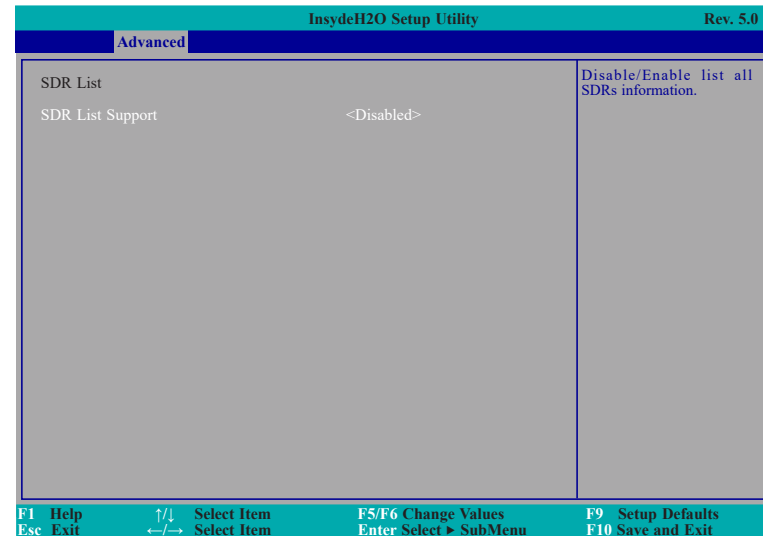 InsydeH2O Setup Utility Rev. 5.0
Advanced
SDR List
SDR List Support <Disabled>
Disable/Enable list all
SDRs information.
F1 Help ↑/↓ Select Item F5/F6 Change Values F9 Setup Defaults
Esc Exit ←/→ Select Item Enter Select ► SubMenu F10 Save and Exit